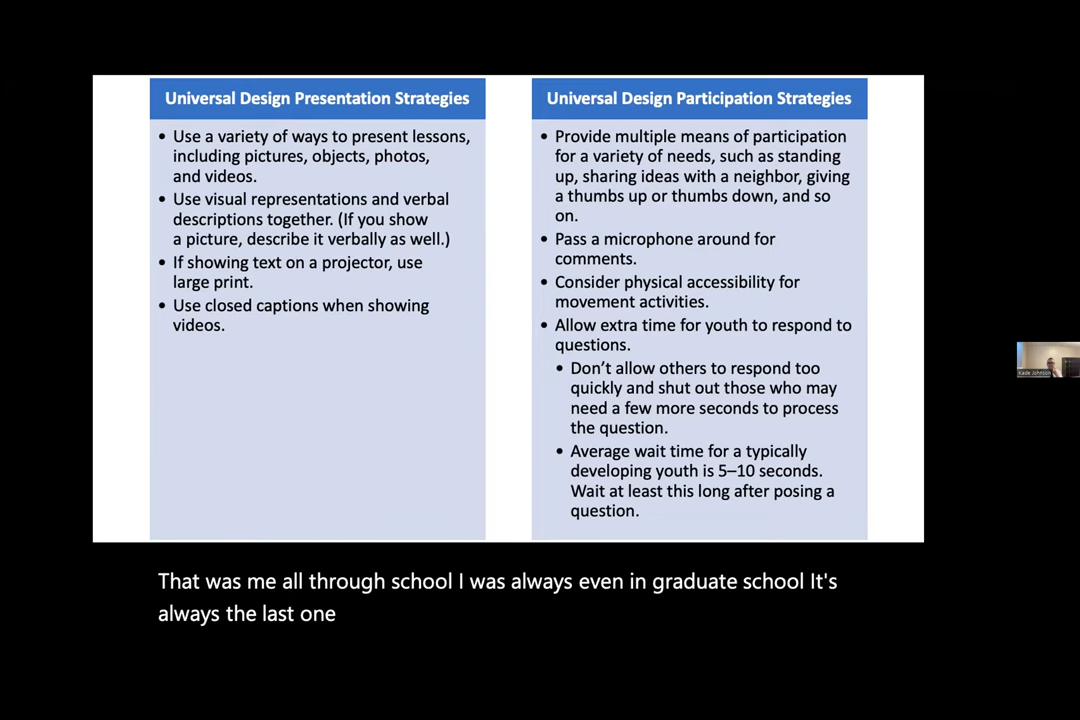 Universal Design Presentation Strategies
• Use a variety of ways to present lessons,
including pictures, objects, photos,
and videos.
• Use visual representations and verbal
descriptions together. (If you show
a picture, describe it verbally as well.)
• If showing text on a projector, use
large print.
• Use closed captions when showing
videos.
Universal Design Participation Strategies
• Provide multiple means of participation
for a variety of needs, such as standing
up, sharing ideas with a neighbor, giving
a thumbs up or thumbs down, and so
on.
• Pass a microphone around for
comments.
• Consider physical accessibility for
movement activities.
• Allow extra time for youth to respond to
questions.
• Don’t allow others to respond too
quickly and shut out those who may
need a few more seconds to process
the question.
• Average wait time for a typically
developing youth is 5–10 seconds.
Wait at least this long after posing a
question.
Kade Johnson
That was me all through school I was always even in graduate school It's
always the last one